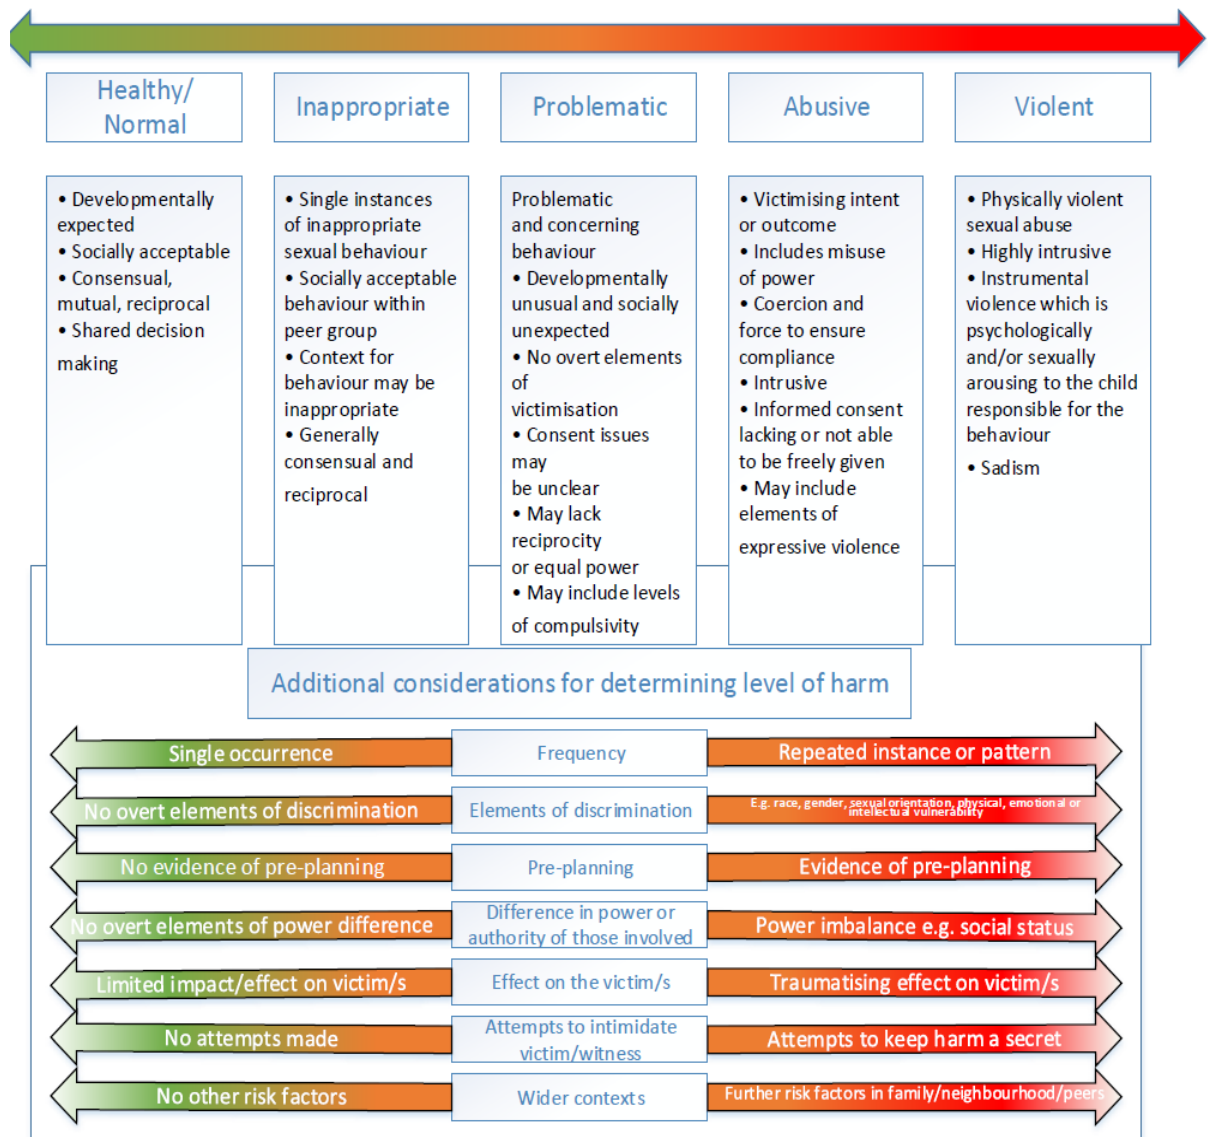 Healthy/
Normal
Inappropriate
Problematic
Abusive
Violent
• Developmentally
expected
• Socially acceptable
• Consensual,
mutual, reciprocal
• Shared decision
making
• Single instances
of inappropriate
sexual behaviour
• Socially acceptable
behaviour within
peer group
• Context for
behaviour may be
inappropriate
• Generally
consensual and
reciprocal
Problematic
and concerning
behaviour
• Developmentally
unusual and socially
unexpected
• No overt elements
of
victimisation
• Consent issues
may
be unclear
• May lack
reciprocity
or equal power
• May include levels
of compulsivity
• Victimising intent
or outcome
• Includes misuse
of power
• Coercion and
force to ensure
compliance
• Intrusive
• Informed consent
lacking or not able
to be freely given
• May include
elements of
expressive violence
• Physically violent
sexual abuse
• Highly intrusive
• Instrumental
violence which is
psychologically
and/or sexually
arousing to the child
responsible for the
behaviour
• Sadism
Additional considerations for determining level of harm
Single occurrence
Frequency
Repeated instance or pattern
No overt elements of discrimination
Elements of discrimination
E.g. race, gender, sexual orientation, physical, emotional or
intellectual vulnerability
No evidence of pre-planning
Pre-planning
Evidence of pre-planning
No overt elements of power difference
Difference in power or
authority of those involved
Power imbalance e.g. social status
Limited impact/effect on victim/s
Effect on the victim/s
Traumatising effect on victim/s
No attempts made
Attempts to intimidate
victim/witness
Attempts to keep harm a secret
No other risk factors
Wider contexts
Further risk factors in family/neighbourhood/peers